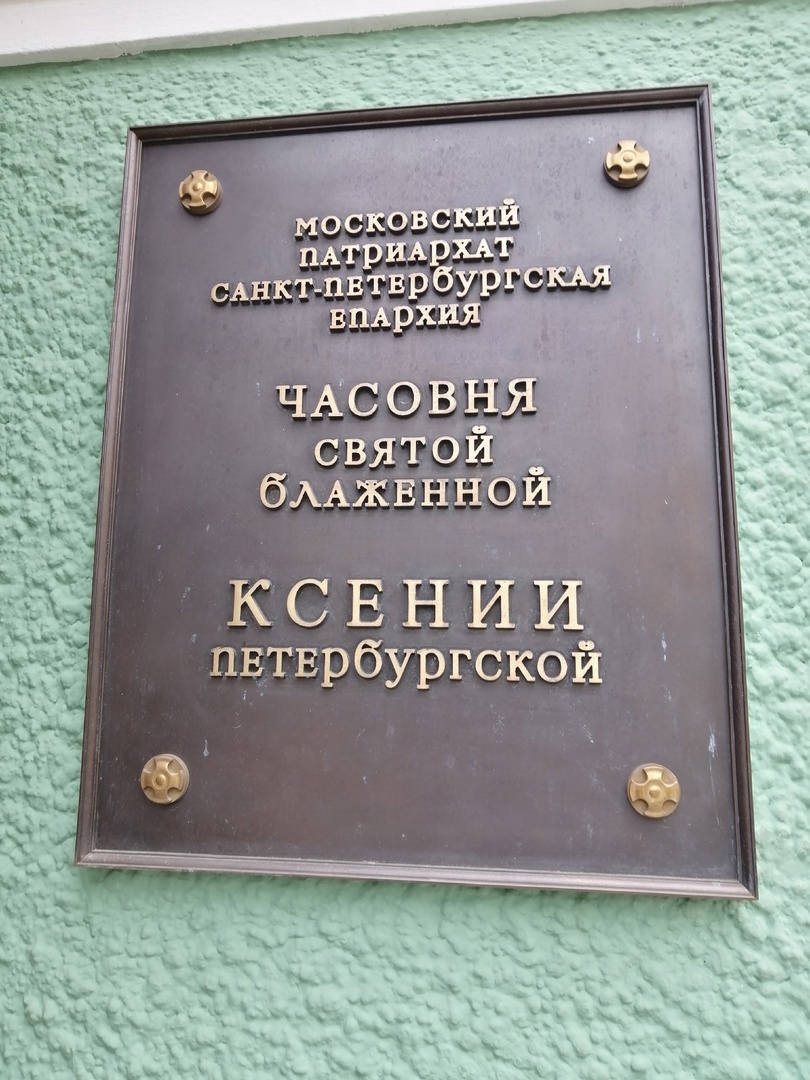 МОСКОВСКИЙ
ПАТРИАРХАТ
САНКТ-ПЕТЕРБУРГСКАЯ
ЕПАРХИЯ
ЧАСОВНЯ
СВЯТОЙ
БЛАЖЕННОЙ
КСЕНИИ
ПЕТЕРБУРГСКОЙ